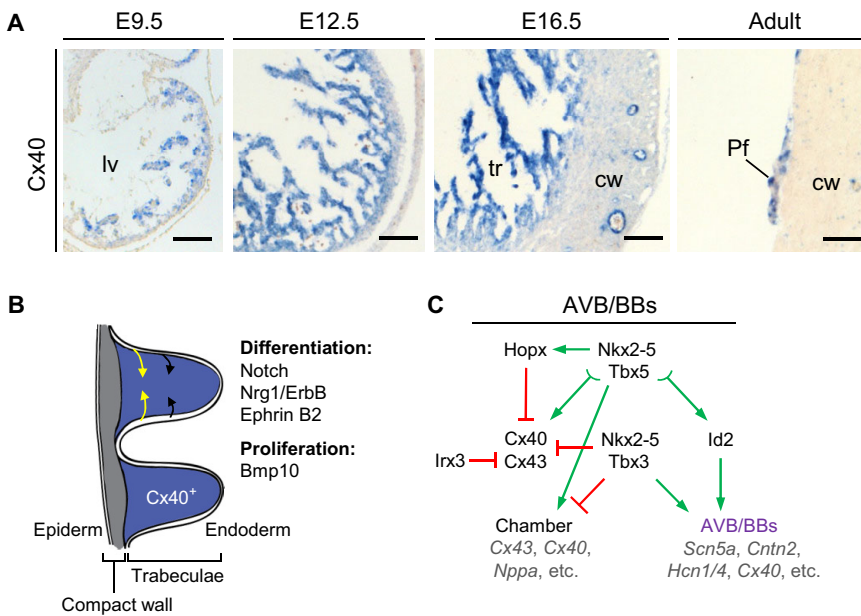 A
E9.5
E12.5
E16.5
Adult
Cx40
lv
tr
cw
Pf
cw
B
Differentiation:
Notch
Nrg1/ErbB
Ephrin B2
Proliferation:
Bmp10
Cx40+
Epiderm
Endoderm
Trabeculae
Compact wall
C
AVB/BBs
Hopx
Nkx2-5
Tbx5
Cx40
Nkx2-5
Id2
Irx3
Cx43
Tbx3
Chamber
Cx43, Cx40,
Nppa, etc.
AVB/BBs
Scn5a, Cntn2,
Hcn1/4, Cx40, etc.